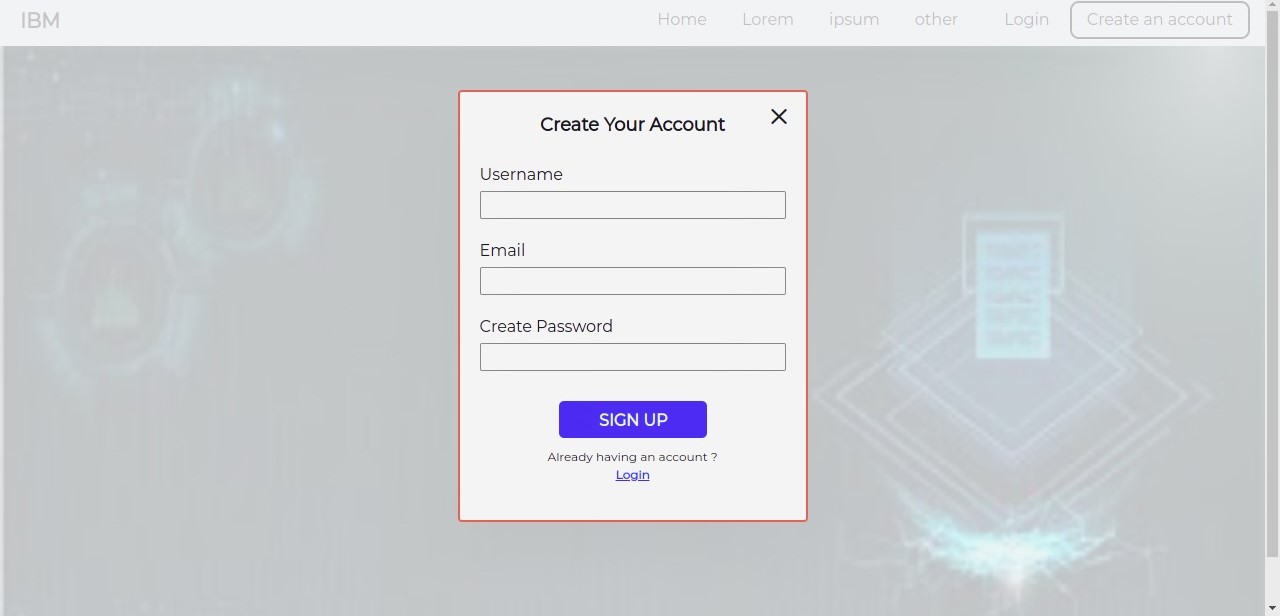 IBM Home Lorem ipsum other Login Create an account
Create Your Account
Username
Email
Create Password
SIGN UP
Already having an account ?
Login